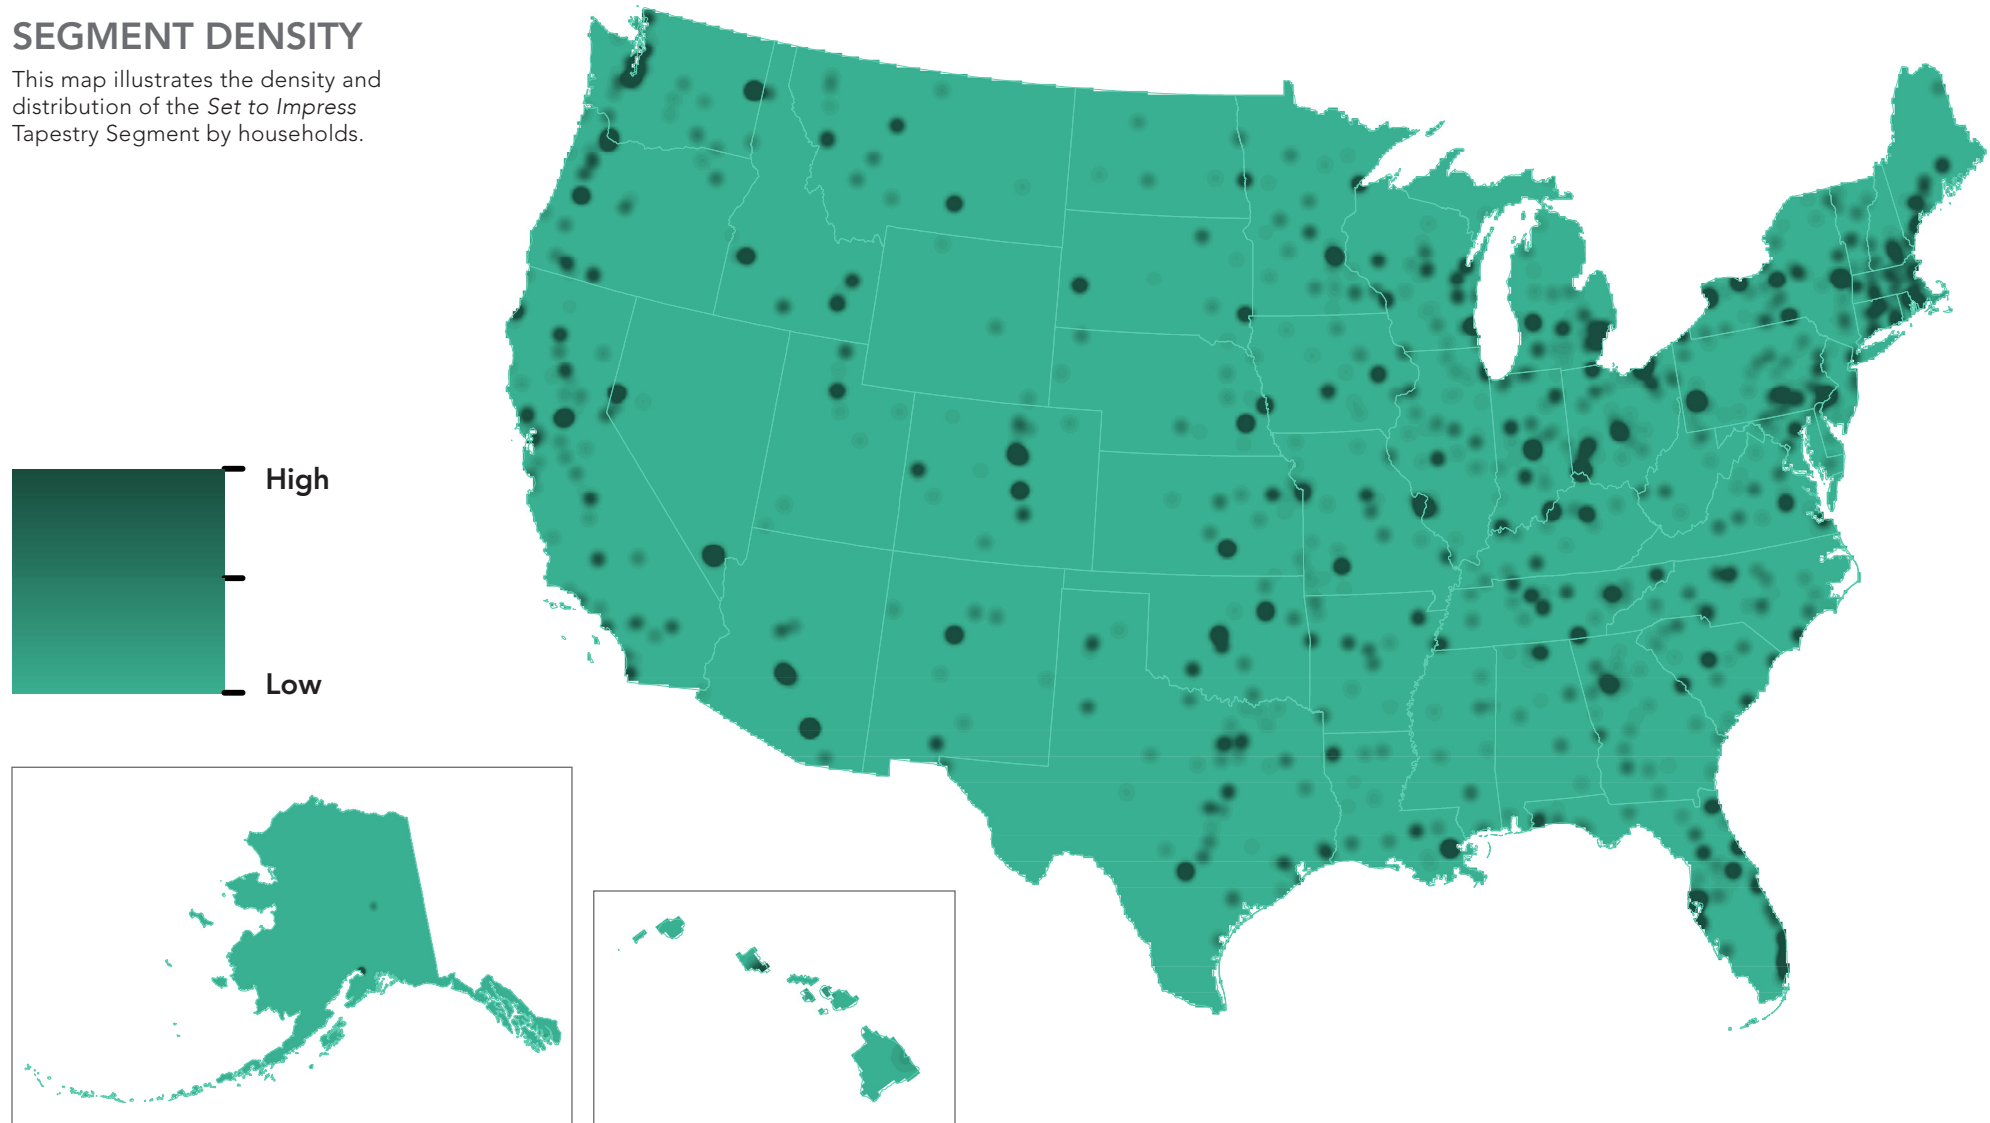 SEGMENT DENSITY
This map illustrates the density and
distribution of the Set to Impress
Tapestry Segment by households.
High
Low